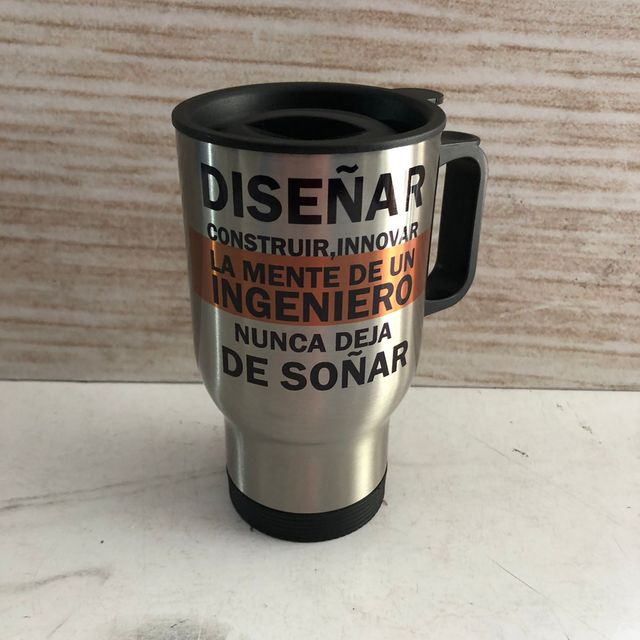 DISEÑAR
CONSTRUIR,INNOVAR
LA MENTE DE UN
INGENIERO
NUNCA DEJA
DE SOÑAR